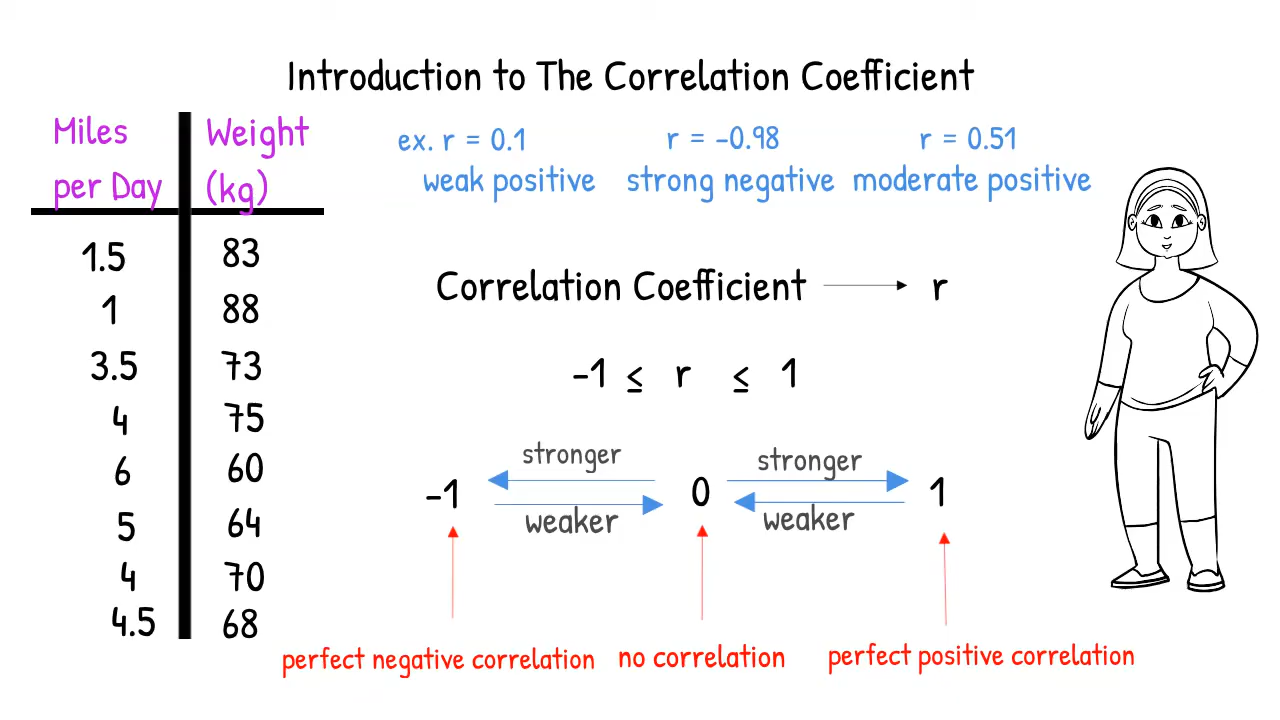 Introduction to The Correlation Coefficient
Miles per Day Weight (kg)
1.5 83
1 88
3.5 73
4 75
6 60
5 64
4 70
4.5 68
ex. r = 0.1 r = -0.98 r = 0.51
weak positive strong negative moderate positive
Correlation Coefficient r
-1 ≤ r ≤ 1
stronger stronger
-1 0 1
weaker weaker
perfect negative correlation no correlation perfect positive correlation